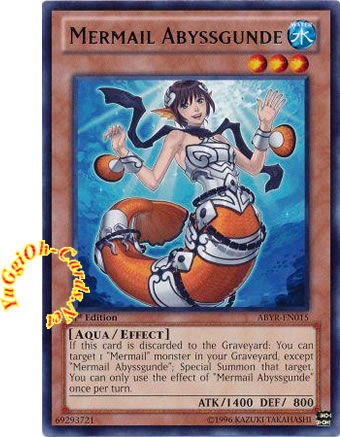 Mermail Abyssgunde
WATER
水
YuGgiOh-Cards.Net
1st Edition
ABYR-EN015
[Aqua / Effect]
If this card is discarded to the Graveyard: You can
target 1 "Mermail" monster in your Graveyard, except
"Mermail Abyssgunde"; Special Summon that target.
You can only use the effect of "Mermail Abyssgunde"
once per turn.
ATK/1400 DEF/ 800
69293721
©1996 KAZUKI TAKAHASHI